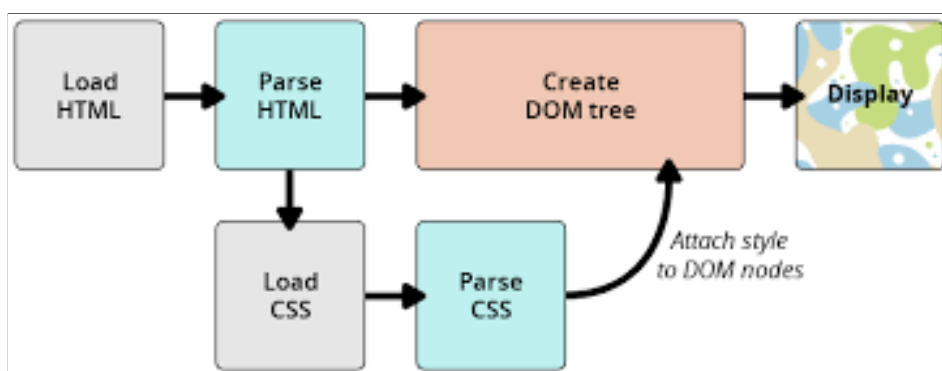 Load
HTML
Parse
HTML
Create
DOM tree
Display
Load
CSS
Parse
CSS
Attach style
to DOM nodes